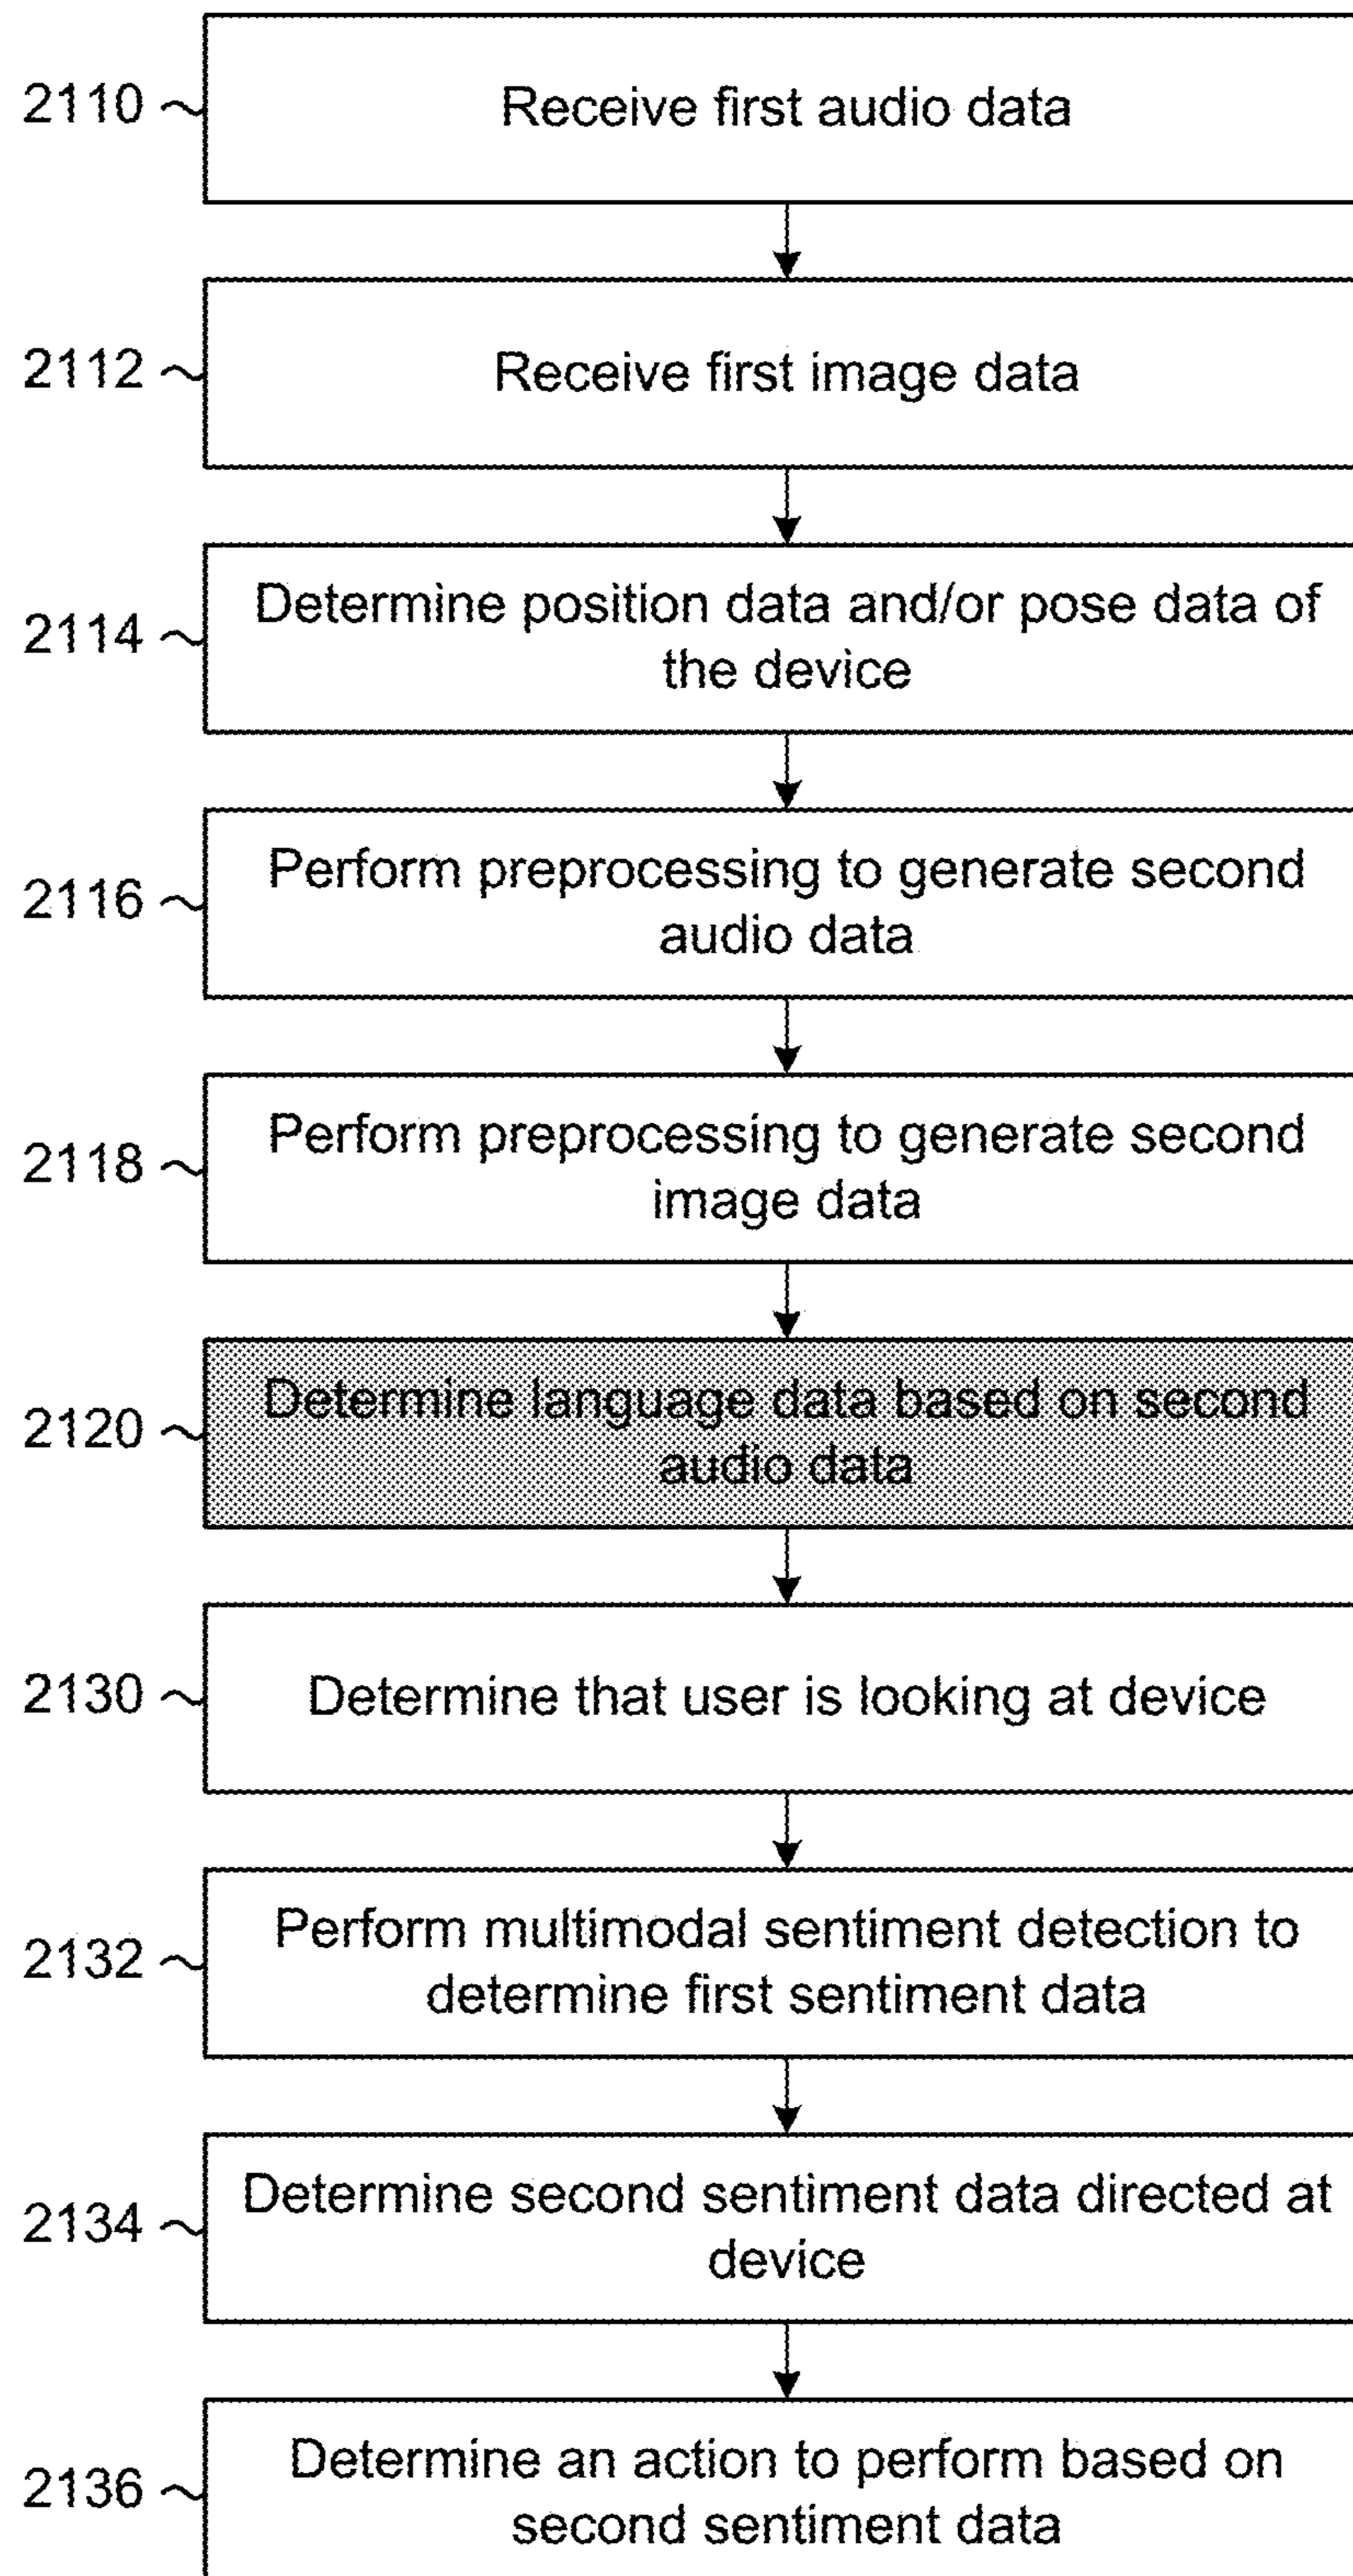 2110
Receive first audio data
2112
Receive first image data
2114
Determine position data and/or pose data of
the device
2116
Perform preprocessing to generate second
audio data
2118
Perform preprocessing to generate second
image data
2120
Determine language data based on second
audio data
2130
Determine that user is looking at device
2132
Perform multimodal sentiment detection to
determine first sentiment data
2134
Determine second sentiment data directed at
device
2136
Determine an action to perform based on
second sentiment data